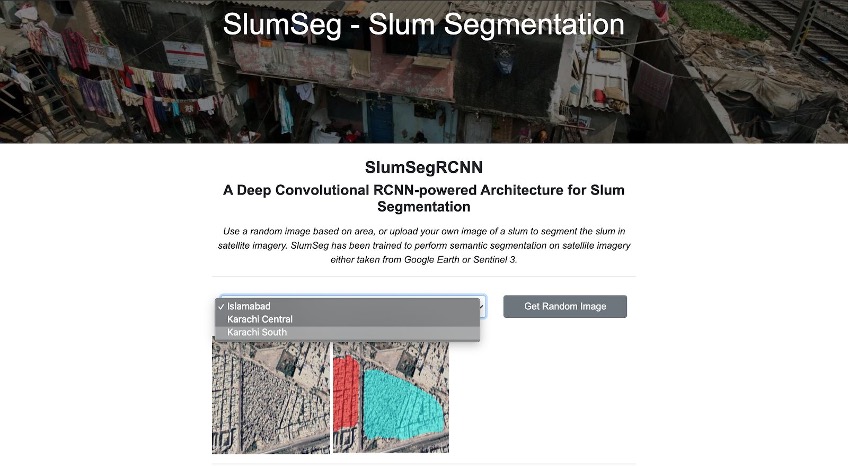 SlumSeg - Slum Segmentation
SlumSegRCNN
A Deep Convolutional RCNN-powered Architecture for Slum
Segmentation
Use a random image based on area, or upload your own image of a slum to segment the slum in
satellite imagery. SlumSeg has been trained to perform semantic segmentation on satellite imagery
either taken from Google Earth or Sentinel 3.
✓ Islamabad
Get Random Image
Karachi Central
Karachi South